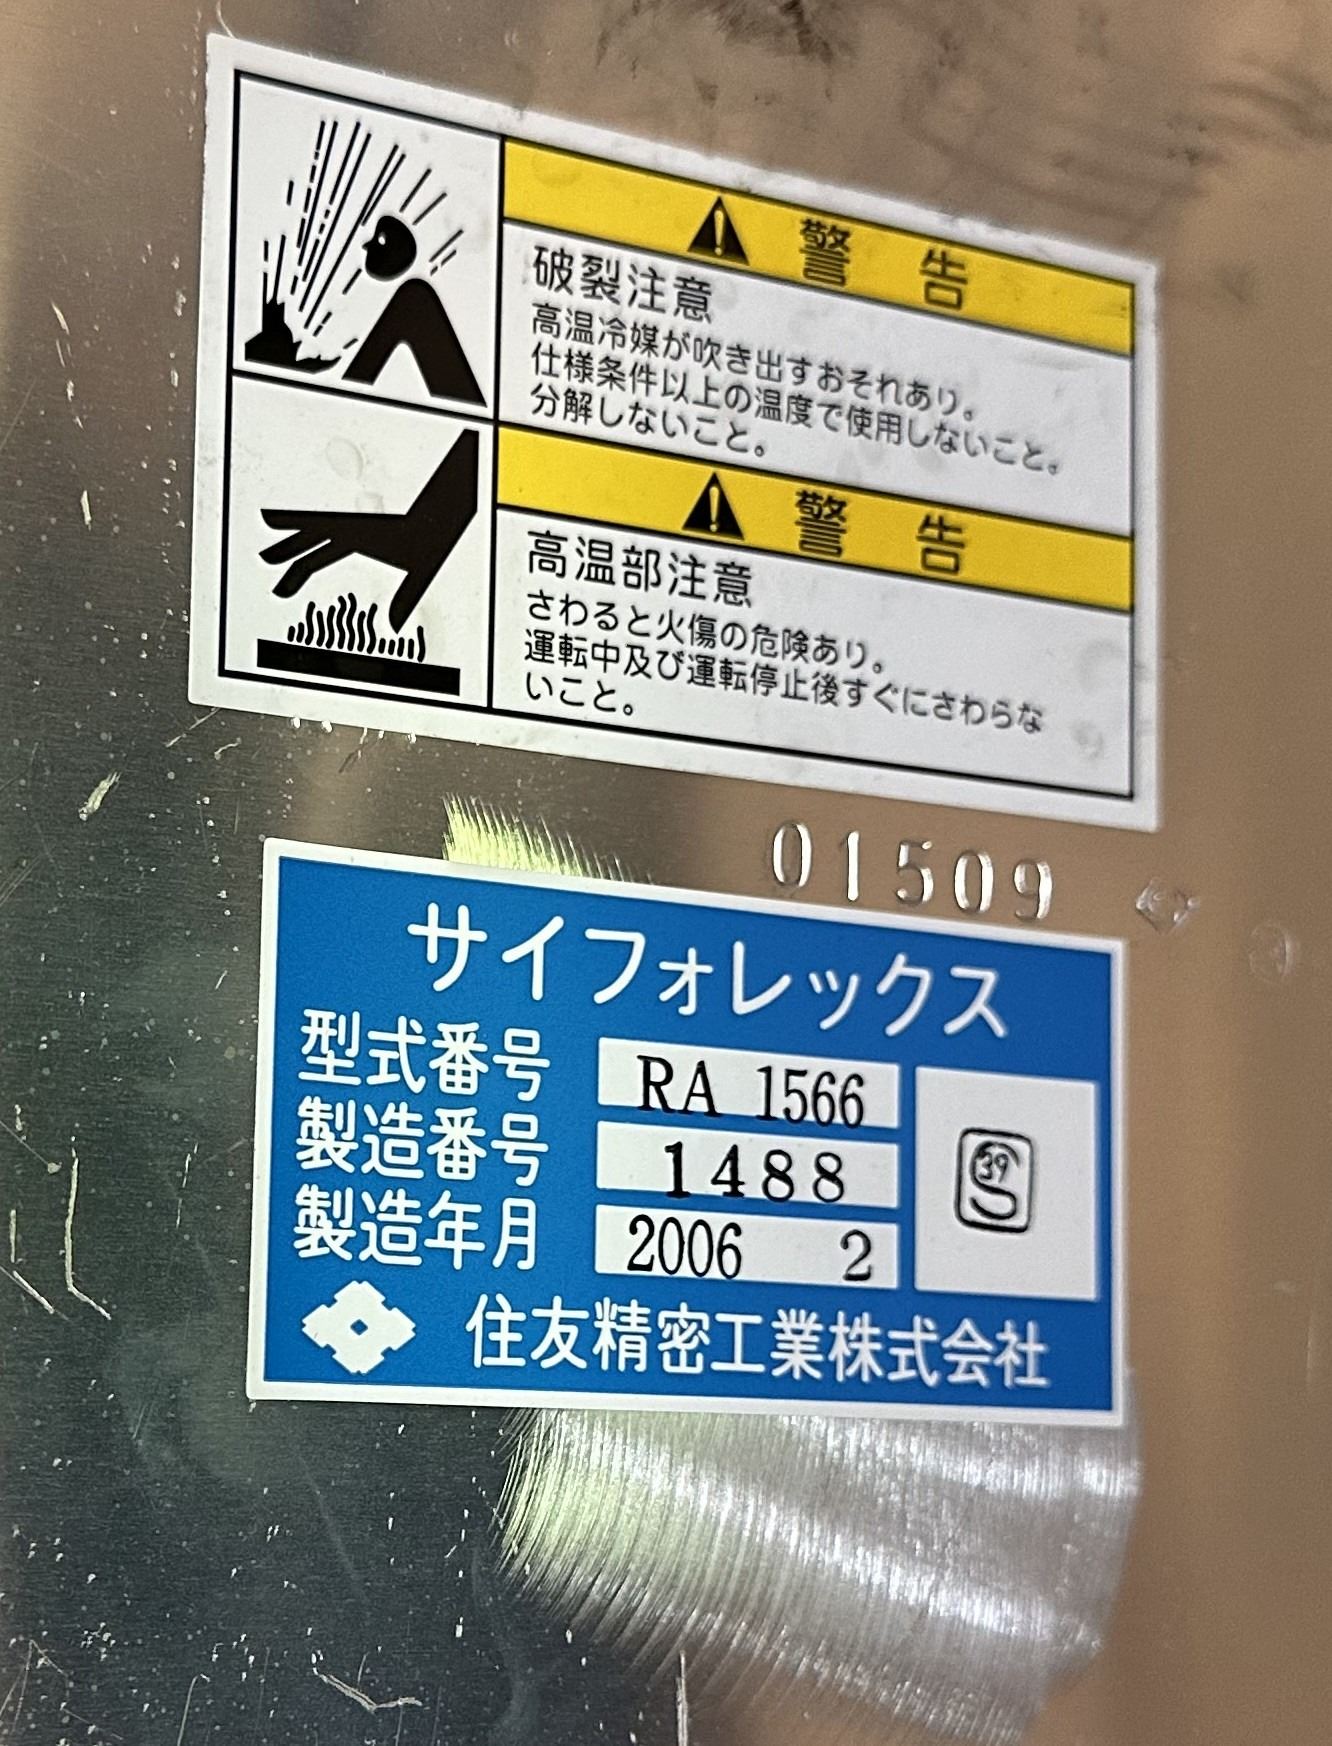 警 告
破裂注意
高温冷媒が吹き出すおそれあり。
仕様条件以上の温度で使用しないこと。
分解しないこと。
警 告
高温部注意
さわると火傷の危険あり。
運転中及び運転停止後すぐにさわらな
いこと。
01509
サイフォレックス
型式番号 RA 1566
製造番号 1488
製造年月 2006 2
39
住友精密工業株式会社